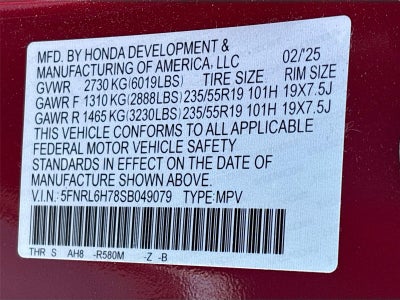 MFD. BY HONDA DEVELOPMENT &
MANUFACTURING OF AMERICA, LLC 02/'25
GVWR 2730 KG(6019LBS) TIRE SIZE RIM SIZE
GAWR F 1310 KG(2888LBS) 235/55R19 101H 19X7.5J
GAWR R 1465 KG(3230LBS) 235/55R19 101H 19X7.5J
THIS VEHICLE CONFORMS TO ALL APPLICABLE
FEDERAL MOTOR VEHICLE SAFETY
STANDARDS IN EFFECT ON THE DATE OF
MANUFACTURE SHOWN ABOVE.
V.I.N.: 5FNRL6H78SB049079 TYPE: MPV
THR S AH8 -R580M -Z -B